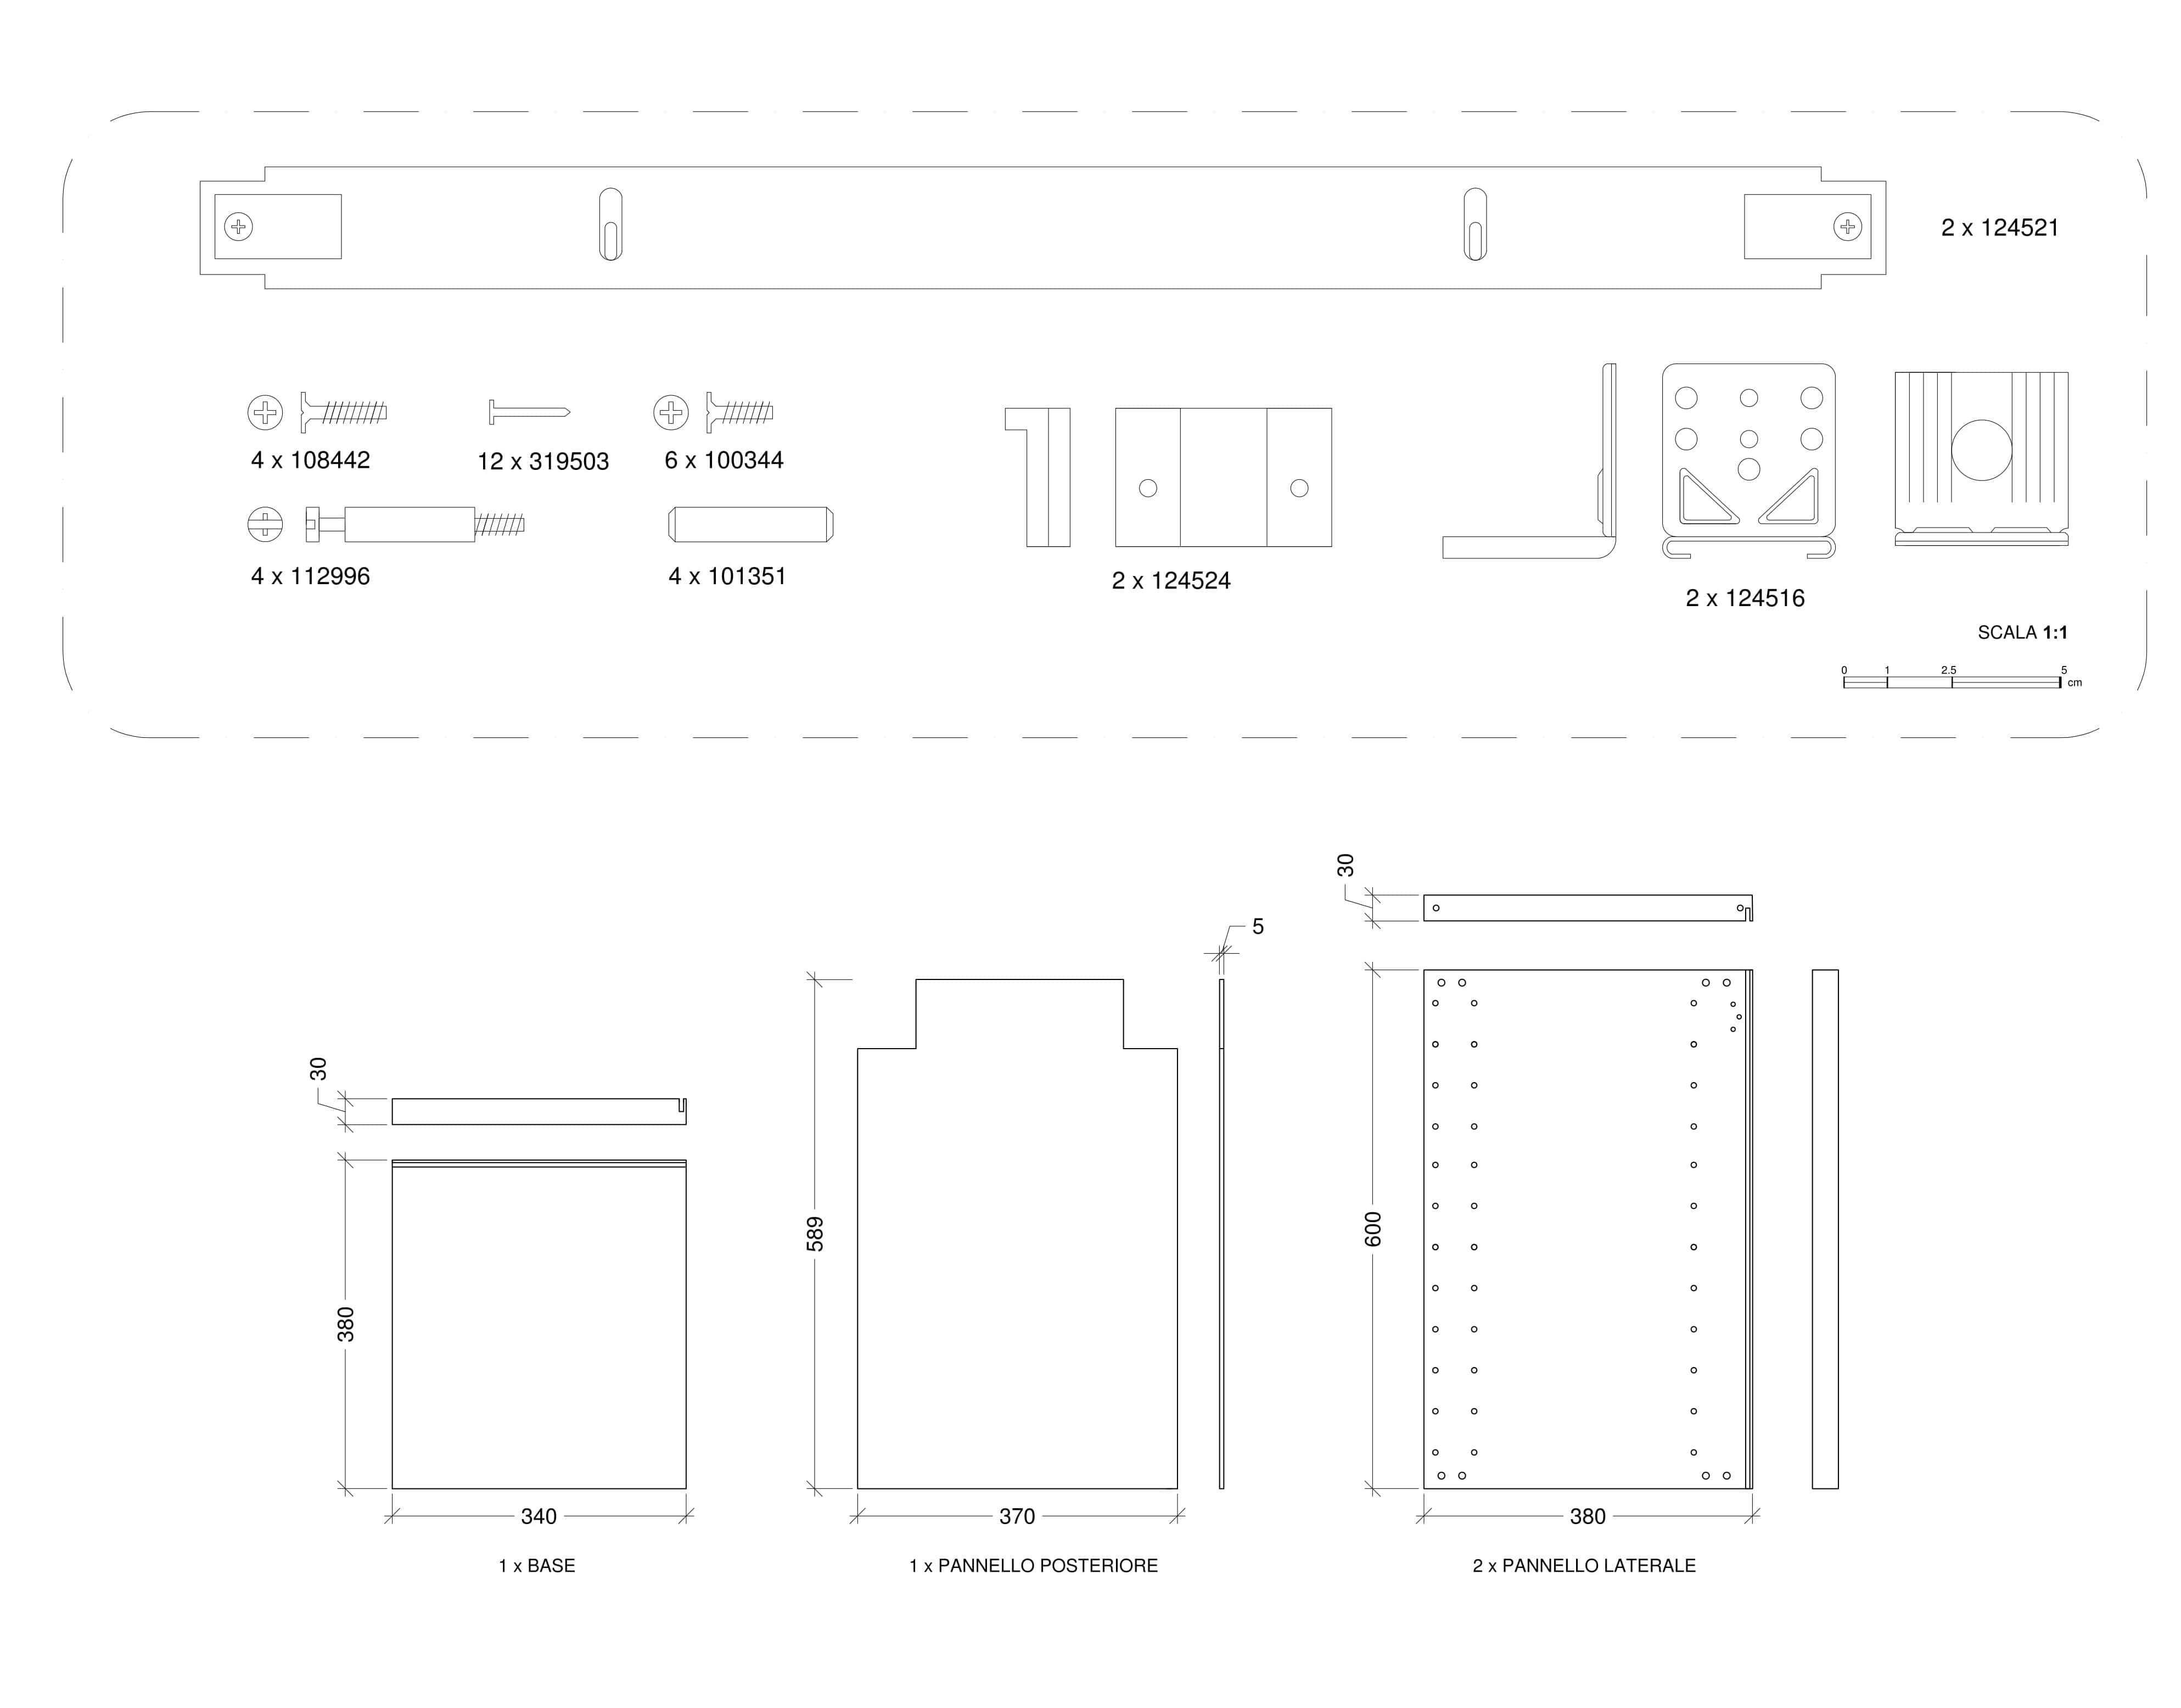 2 x 124521
4 x 108442
12 x 319503
6 x 100344
4 x 112996
4 x 101351
2 x 124524
2 x 124516
SCALA 1:1
0 1 2.5 5
cm
30
380
340
1 x BASE
589
5
370
1 x PANNELLO POSTERIORE
30
600
380
2 x PANNELLO LATERALE